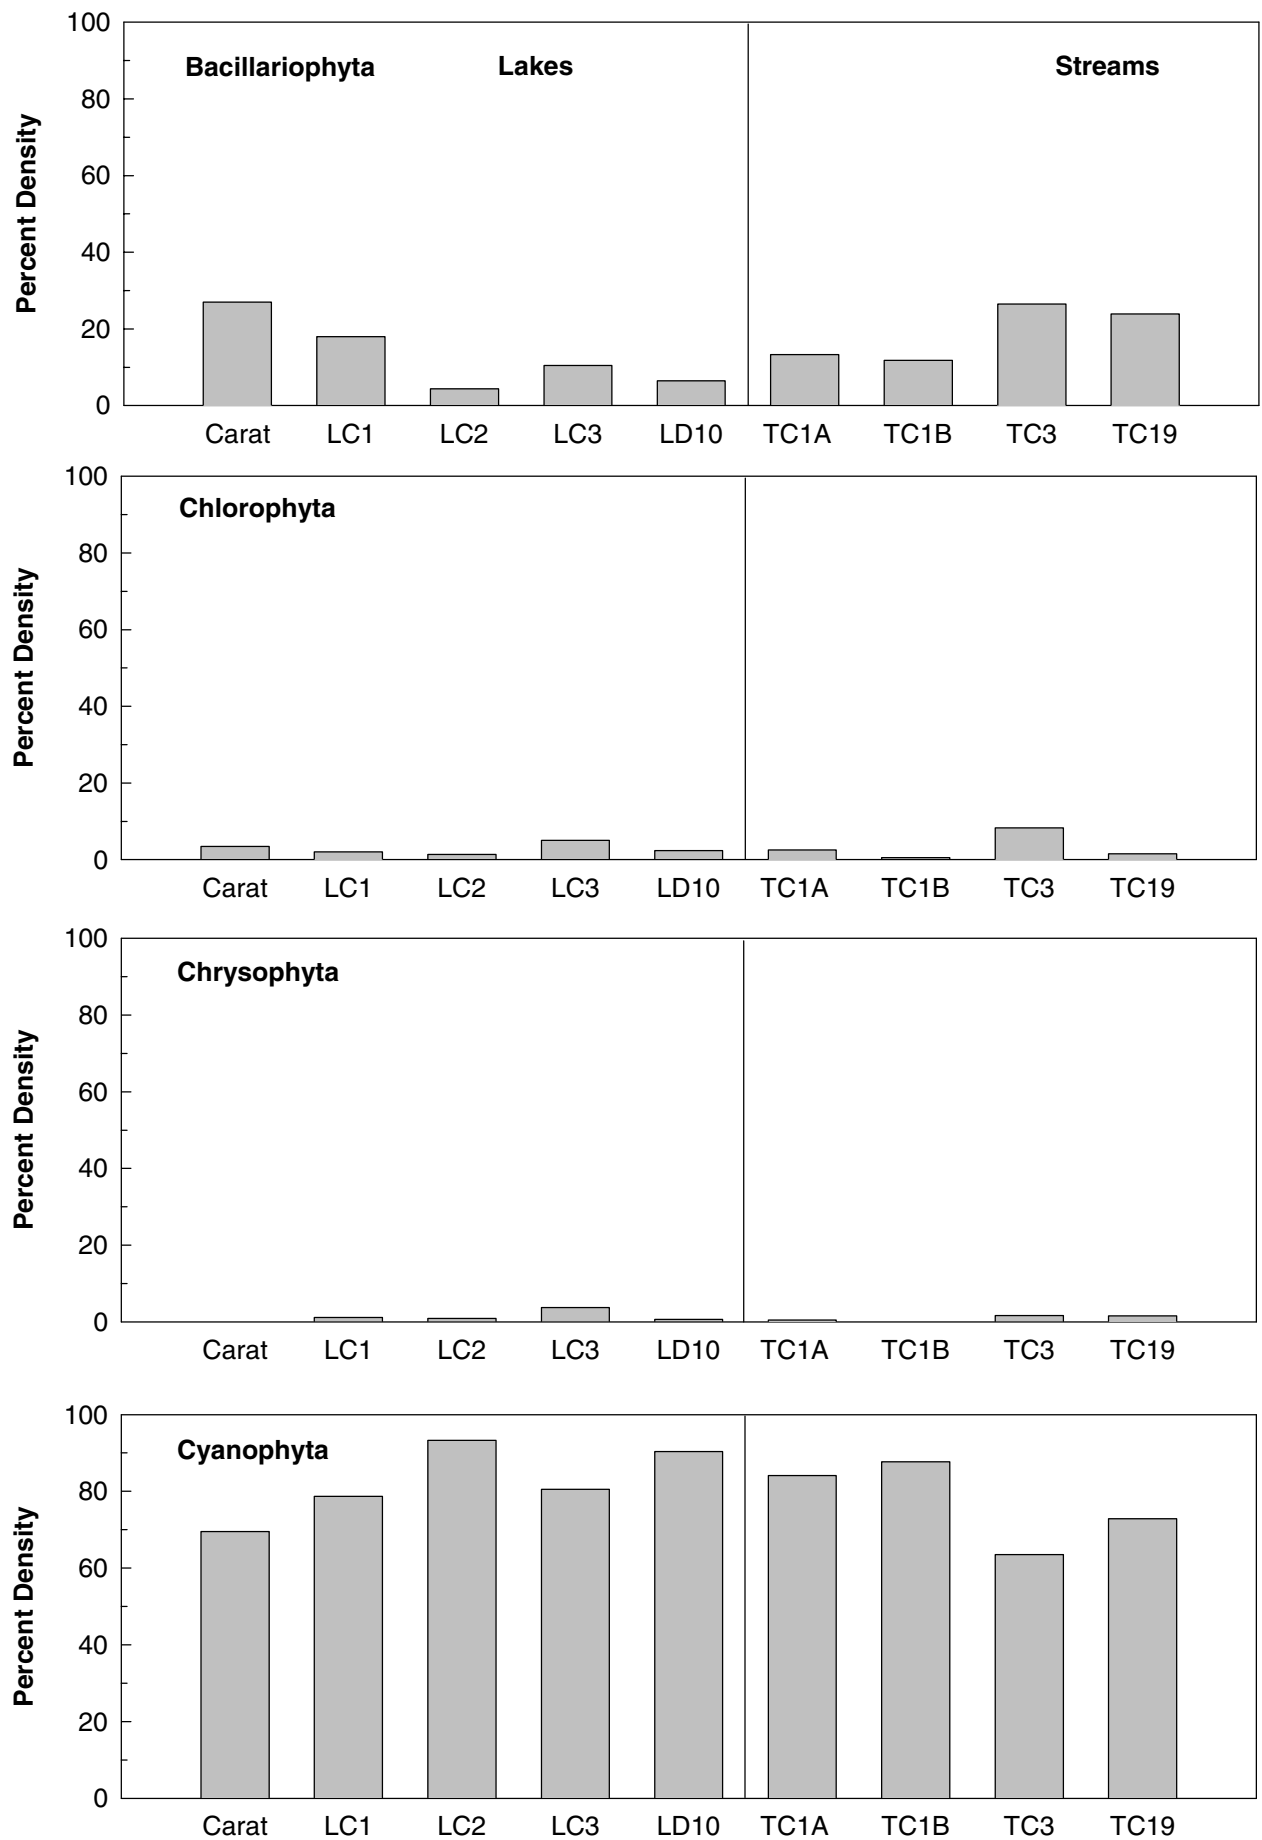 100
Bacillariophyta Lakes Streams
80
60
40
20
0
Percent Density
Carat LC1 LC2 LC3 LD10 TC1A TC1B TC3 TC19
100
Chlorophyta
80
60
40
20
0
Percent Density
Carat LC1 LC2 LC3 LD10 TC1A TC1B TC3 TC19
100
Chrysophyta
80
60
40
20
0
Percent Density
Carat LC1 LC2 LC3 LD10 TC1A TC1B TC3 TC19
100
Cyanophyta
80
60
40
20
0
Percent Density
Carat LC1 LC2 LC3 LD10 TC1A TC1B TC3 TC19